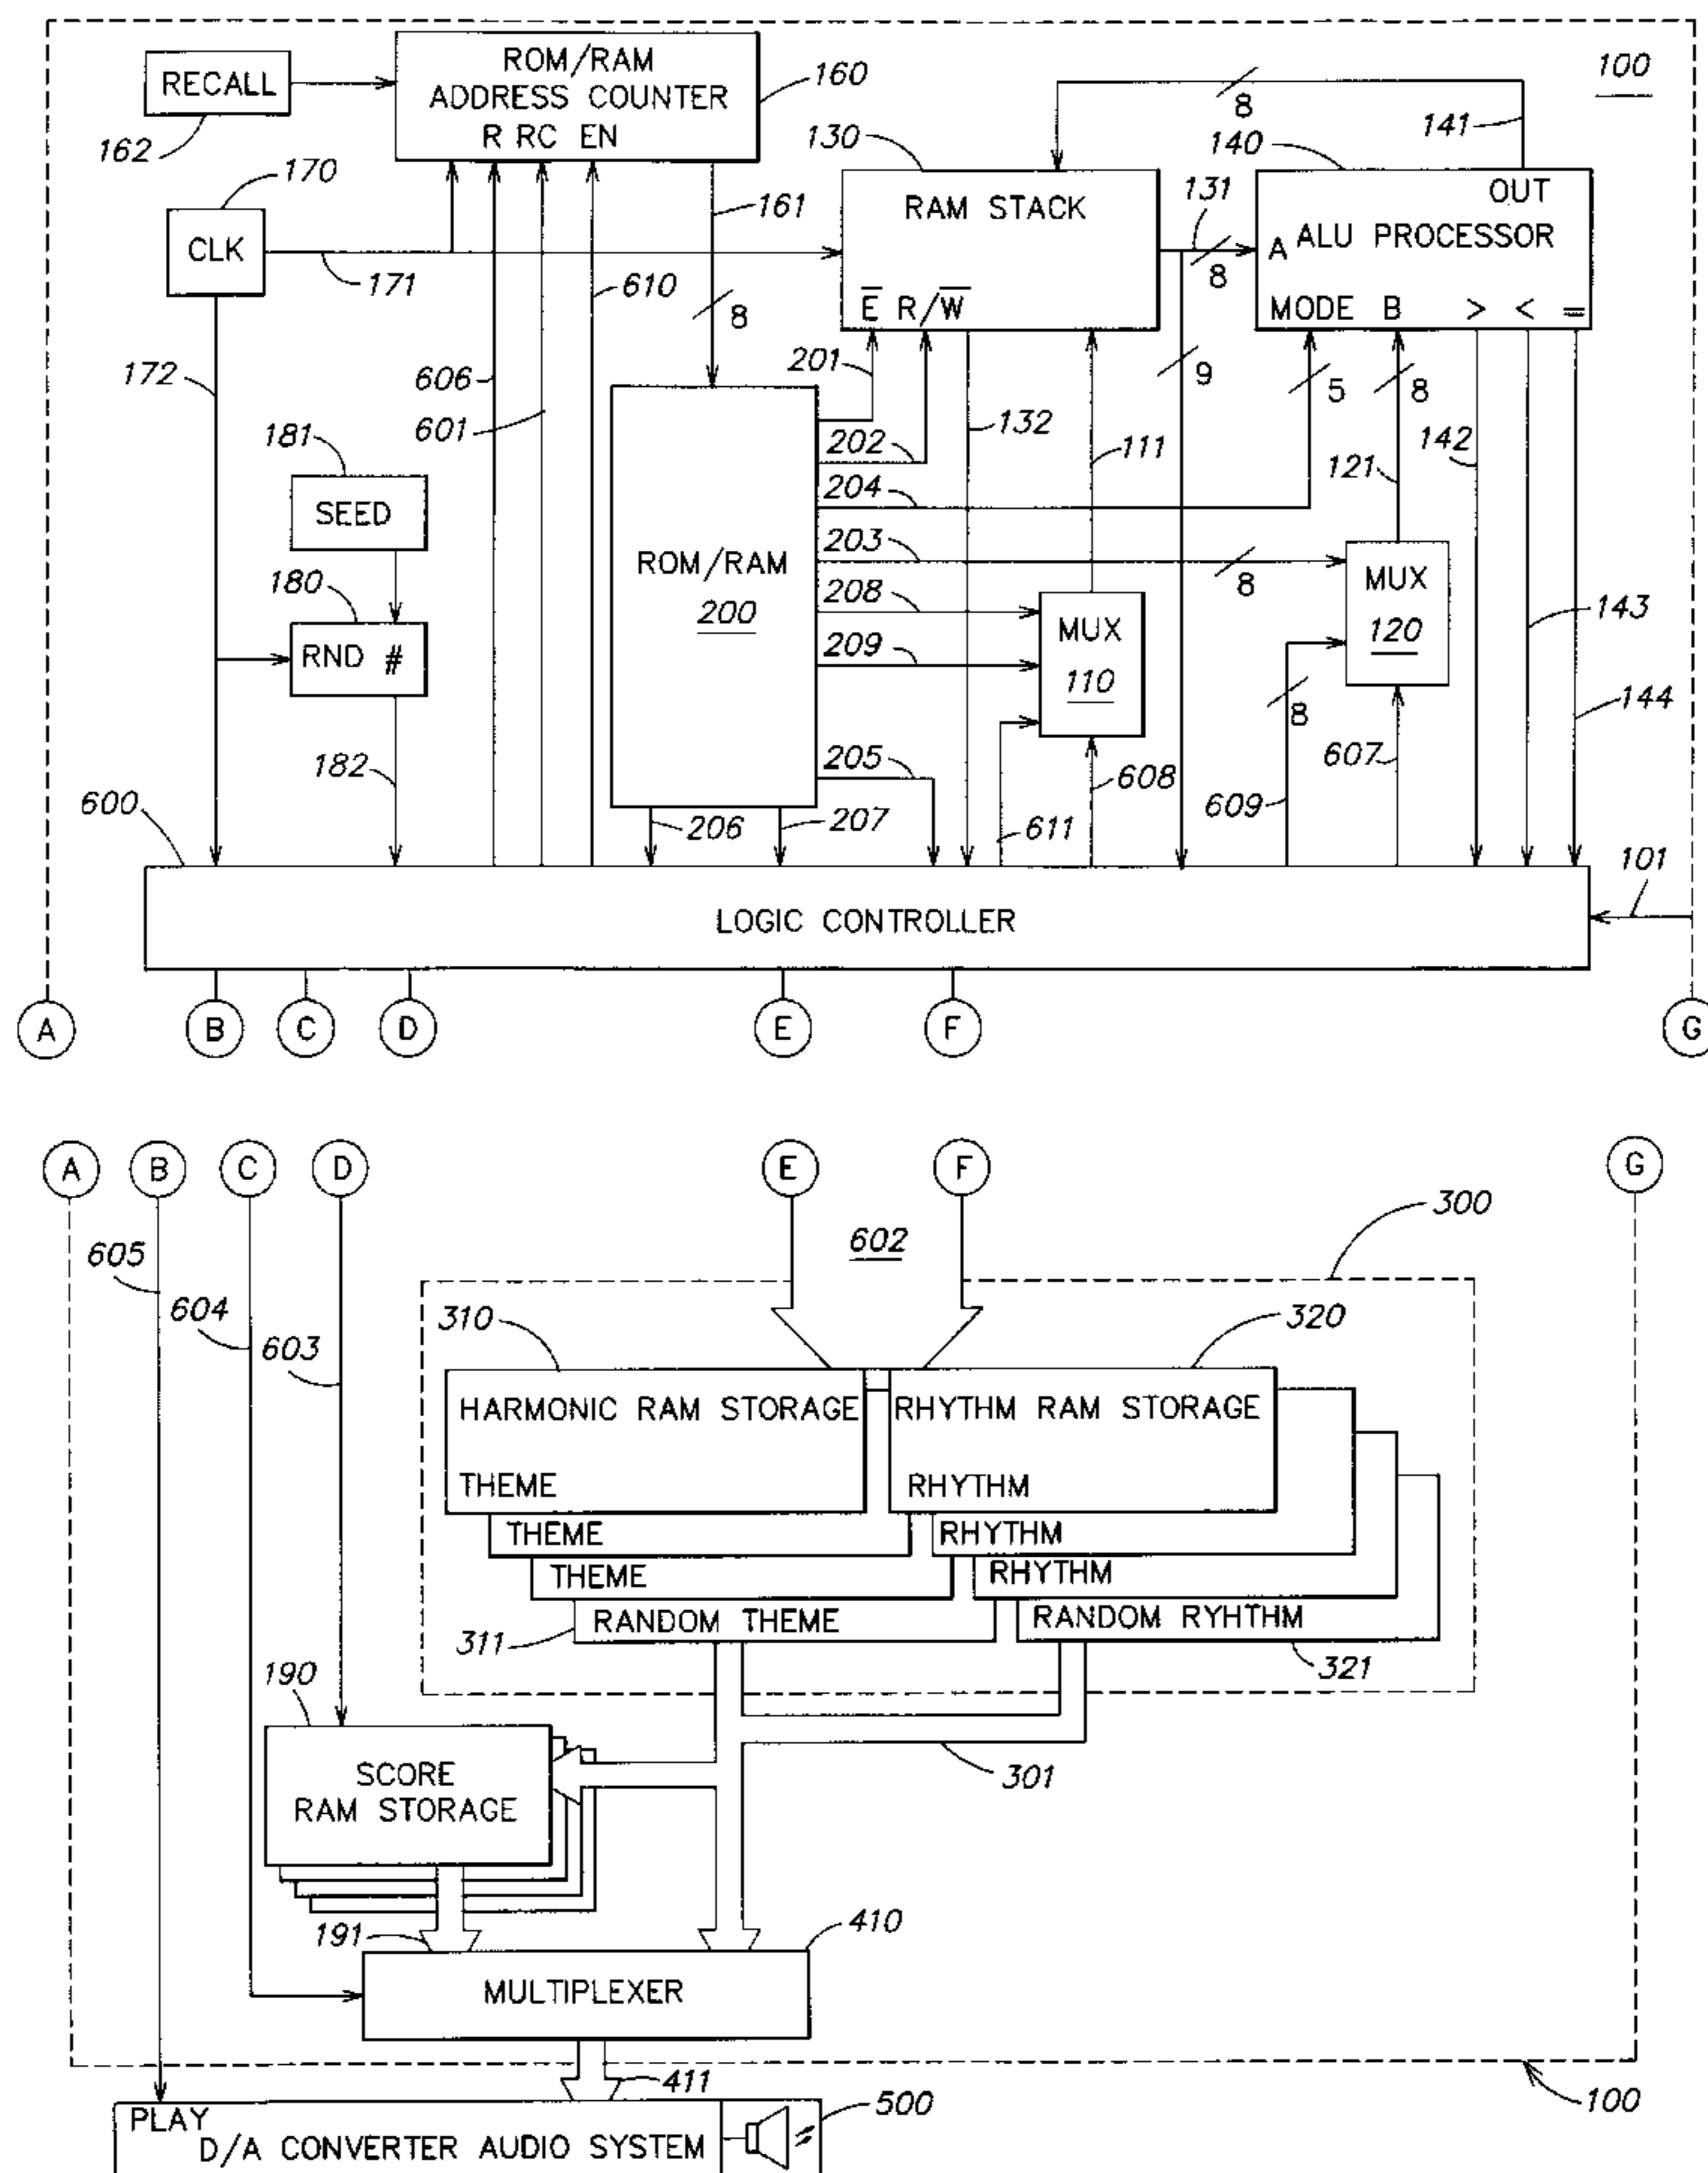 100
RECALL
162
ROM/RAM
ADDRESS COUNTER
R RC EN
160
170
CLK
171
172
161
8
610
606
601
130
RAM STACK
E̅ R/W̅
8
141
140
131
8
OUT
A ALU PROCESSOR
MODE B > < =
201
202
204
203
208
209
205
206
207
132
111
9
5
8
8
121
142
143
144
181
SEED
180
RND #
182
ROM/RAM
200
MUX
110
MUX
120
8
611
608
609
607
600
LOGIC CONTROLLER
101
A
B
C
D
E
F
G
A
B
C
D
E
F
G
605
604
603
602
300
310
320
HARMONIC RAM STORAGE
THEME
THEME
THEME
RANDOM THEME
311
RHYTHM RAM STORAGE
RHYTHM
RHYTHM
RHYTHM
RANDOM RYHTHM
321
190
SCORE
RAM STORAGE
301
191
410
MULTIPLEXER
411
500
100
PLAY
D/A CONVERTER AUDIO SYSTEM